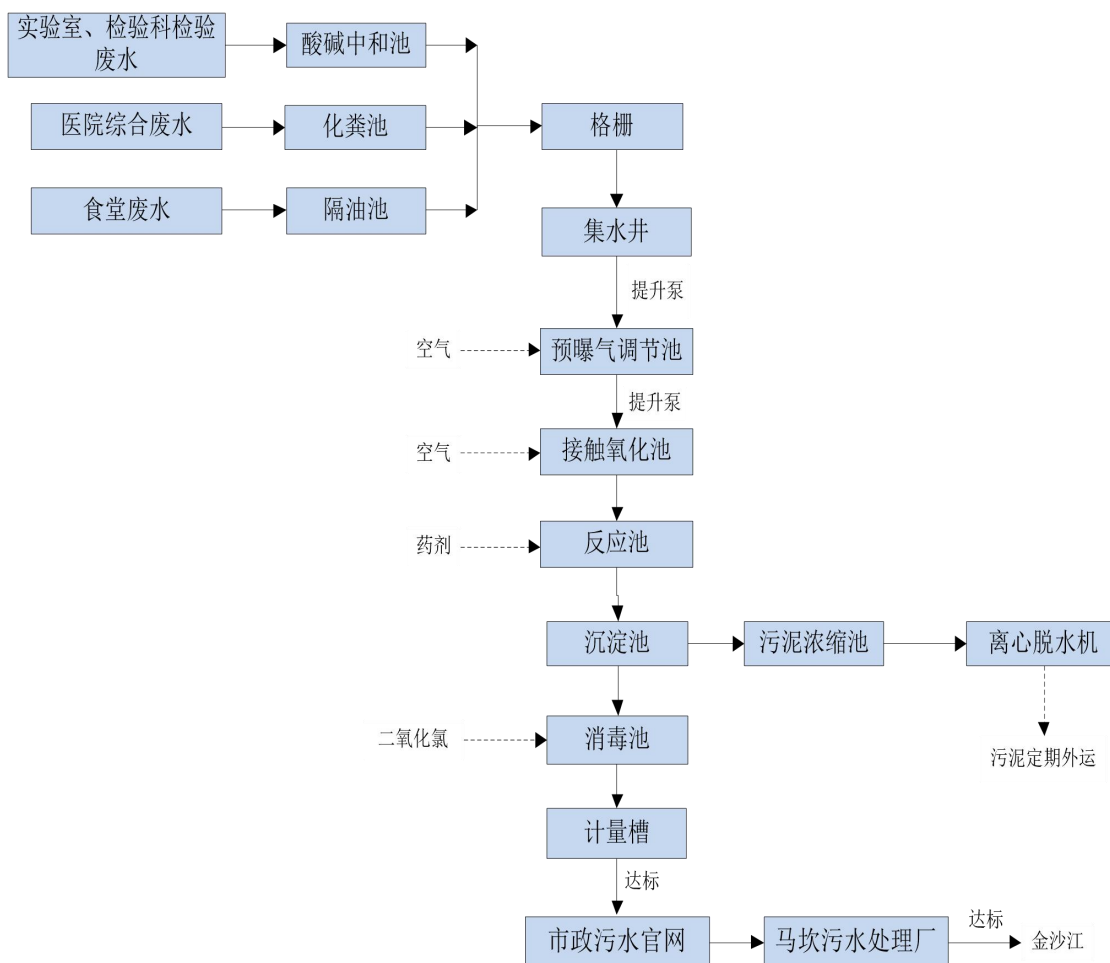 实验室、检验科检验
废水
酸碱中和池
医院综合废水
化粪池
格栅
食堂废水
隔油池
集水井
提升泵
空气
预曝气调节池
提升泵
空气
接触氧化池
药剂
反应池
沉淀池
污泥浓缩池
离心脱水机
二氧化氯
消毒池
污泥定期外运
计量槽
达标
市政污水官网
马坎污水处理厂
达标
金沙江